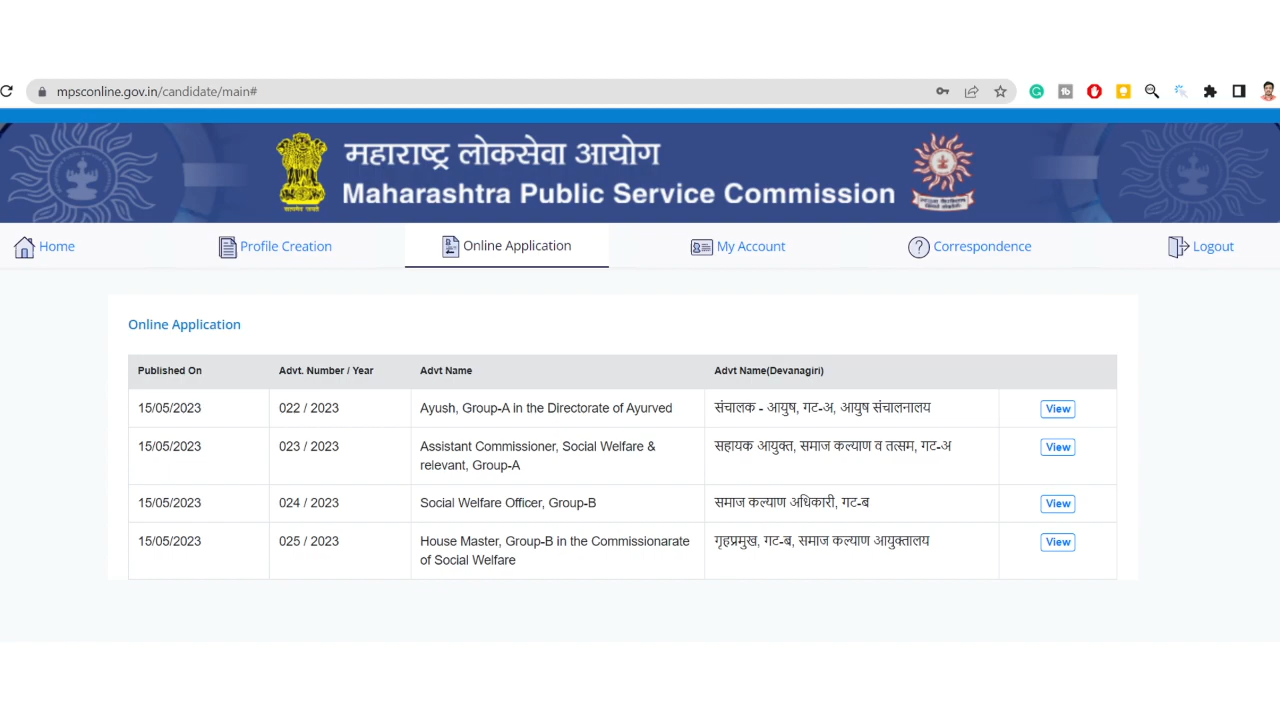 mpsconline.gov.in/candidate/main#
महाराष्ट्र लोकसेवा आयोग
Maharashtra Public Service Commission
Home Profile Creation Online Application My Account Correspondence Logout
Online Application
Published On Advt. Number / Year Advt Name Advt Name(Devanagiri)
15/05/2023 022 / 2023 Ayush, Group-A in the Directorate of Ayurved संचालक - आयुष, गट-अ, आयुष संचालनालय View
15/05/2023 023 / 2023 Assistant Commissioner, Social Welfare & सहायक आयुक्त, समाज कल्याण व तत्सम, गट-अ View
relevant, Group-A
15/05/2023 024 / 2023 Social Welfare Officer, Group-B समाज कल्याण अधिकारी, गट-ब View
15/05/2023 025 / 2023 House Master, Group-B in the Commissionarate गृहप्रमुख, गट-ब, समाज कल्याण आयुक्तालय View
of Social Welfare